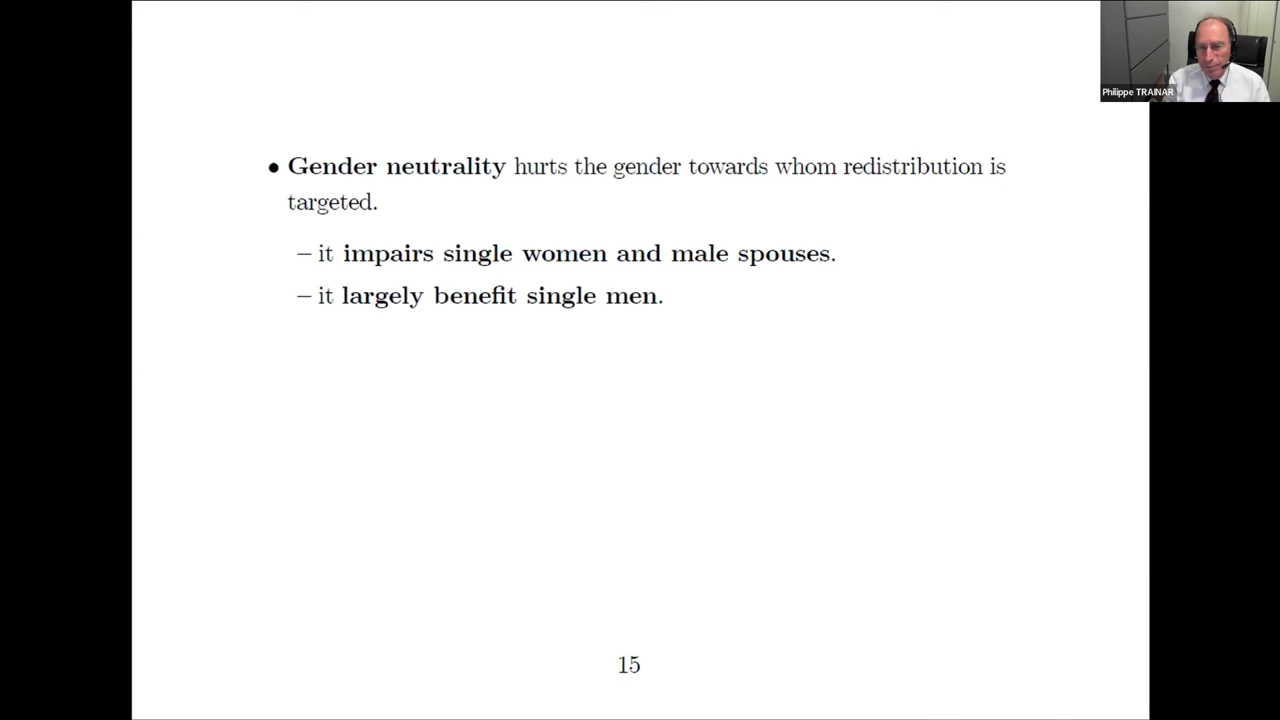 Philippe TRAINAR
• Gender neutrality hurts the gender towards whom redistribution is
targeted.
– it impairs single women and male spouses.
– it largely benefit single men.
15